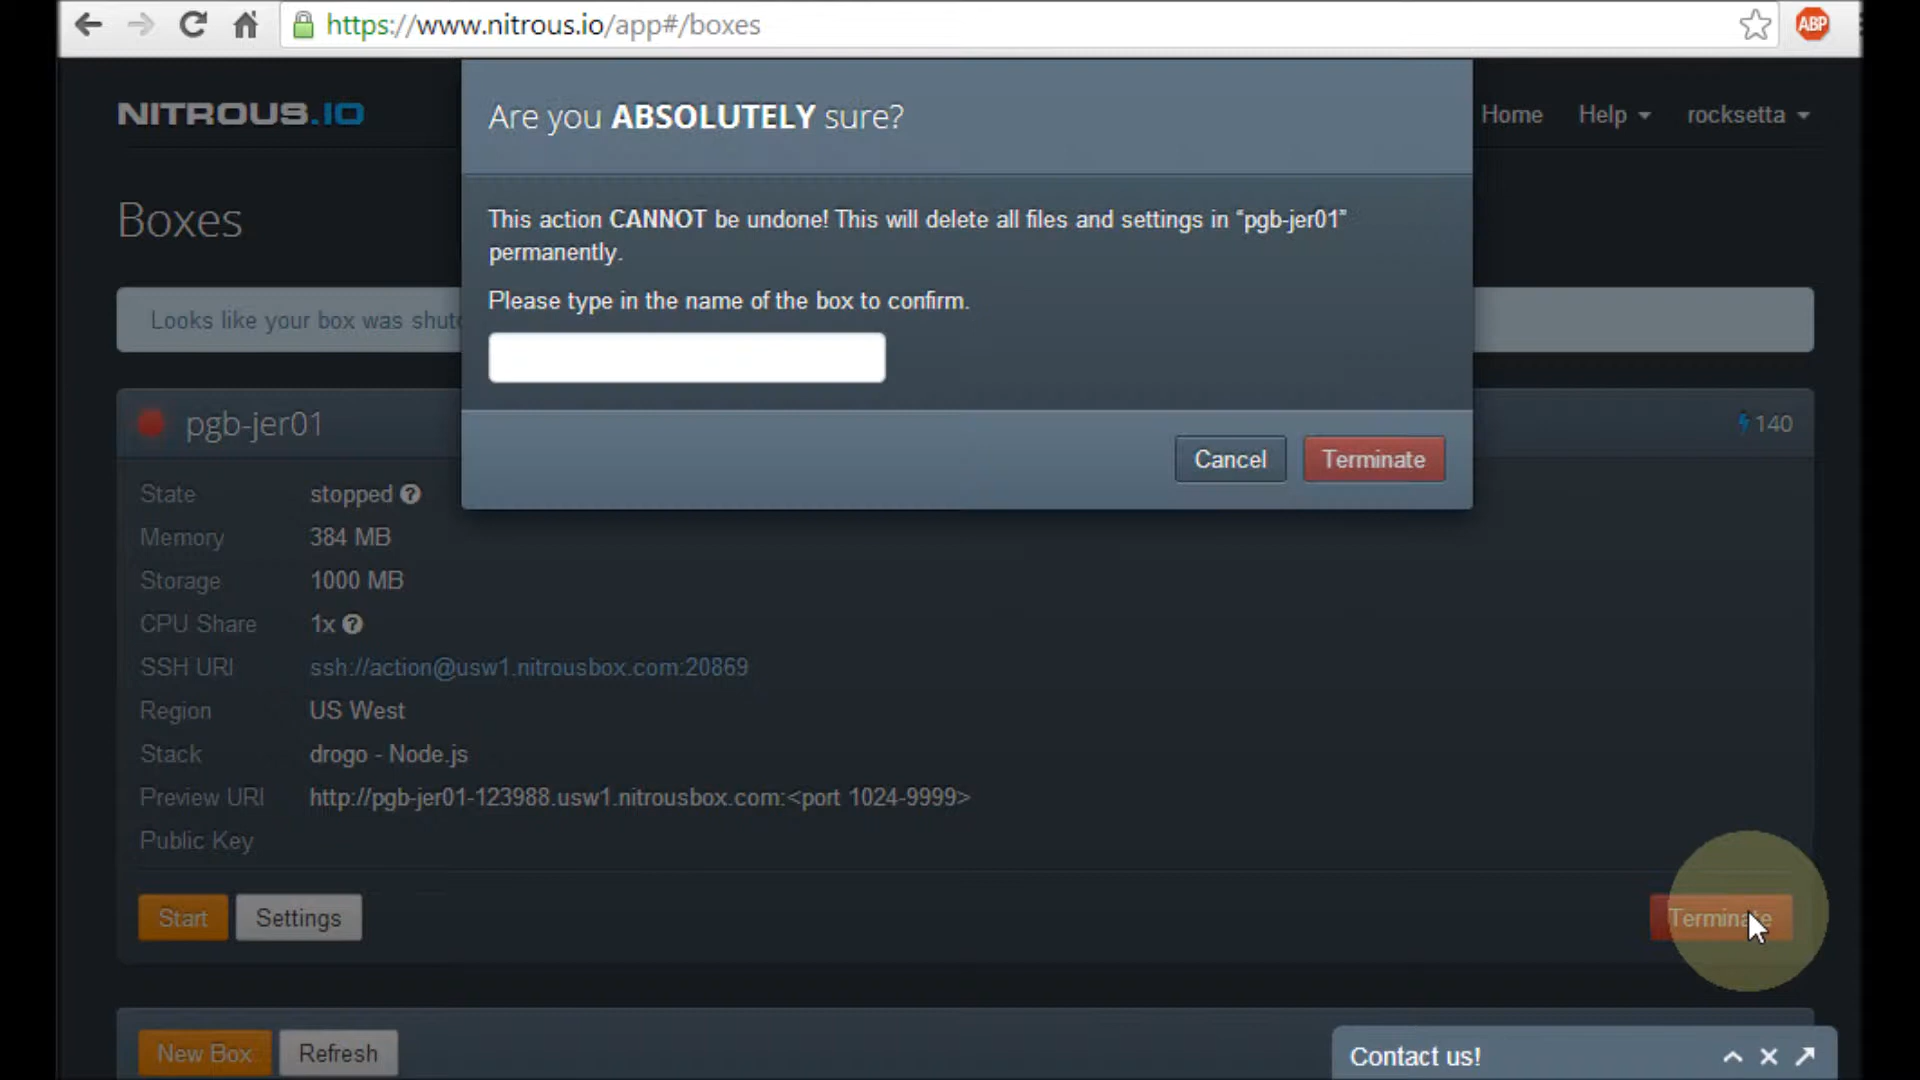 https://www.nitrous.io/app#/boxes
ABP
NITROUS.IO
Home
Help
rocksetta
Are you ABSOLUTELY sure?
This action CANNOT be undone! This will delete all files and settings in “pgb-jer01”
permanently.
Please type in the name of the box to confirm.
Cancel
Terminate
Boxes
Looks like your box was shut
pgb-jer01
140
State stopped ?
Memory 384 MB
Storage 1000 MB
CPU Share 1x ?
SSH URI ssh://action@usw1.nitrousbox.com:20869
Region US West
Stack drogo - Node.js
Preview URI http://pgb-jer01-123988.usw1.nitrousbox.com:<port 1024-9999>
Public Key
Start
Settings
Terminate
New Box
Refresh
Contact us!